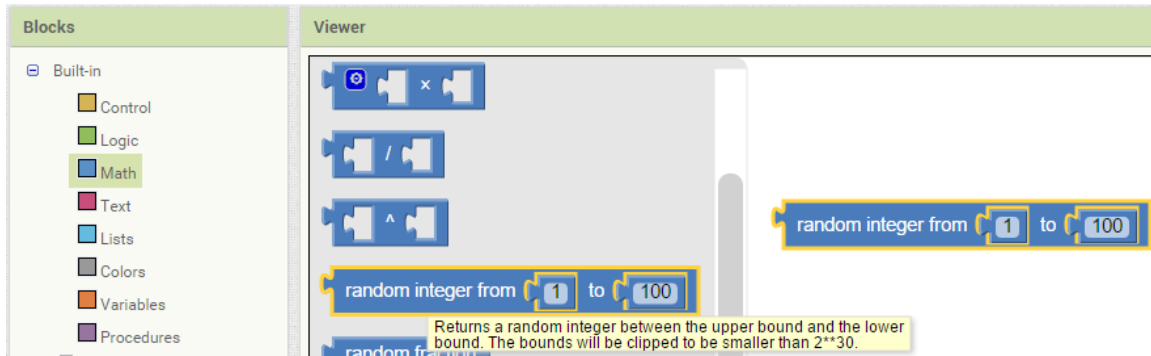 Blocks
Viewer
Built-in
Control
Logic
Math
Text
Lists
Colors
Variables
Procedures
×
/
^
random integer from 1 to 100
random fraction
Returns a random integer between the upper bound and the lower
bound. The bounds will be clipped to be smaller than 2**30.
random integer from 1 to 100